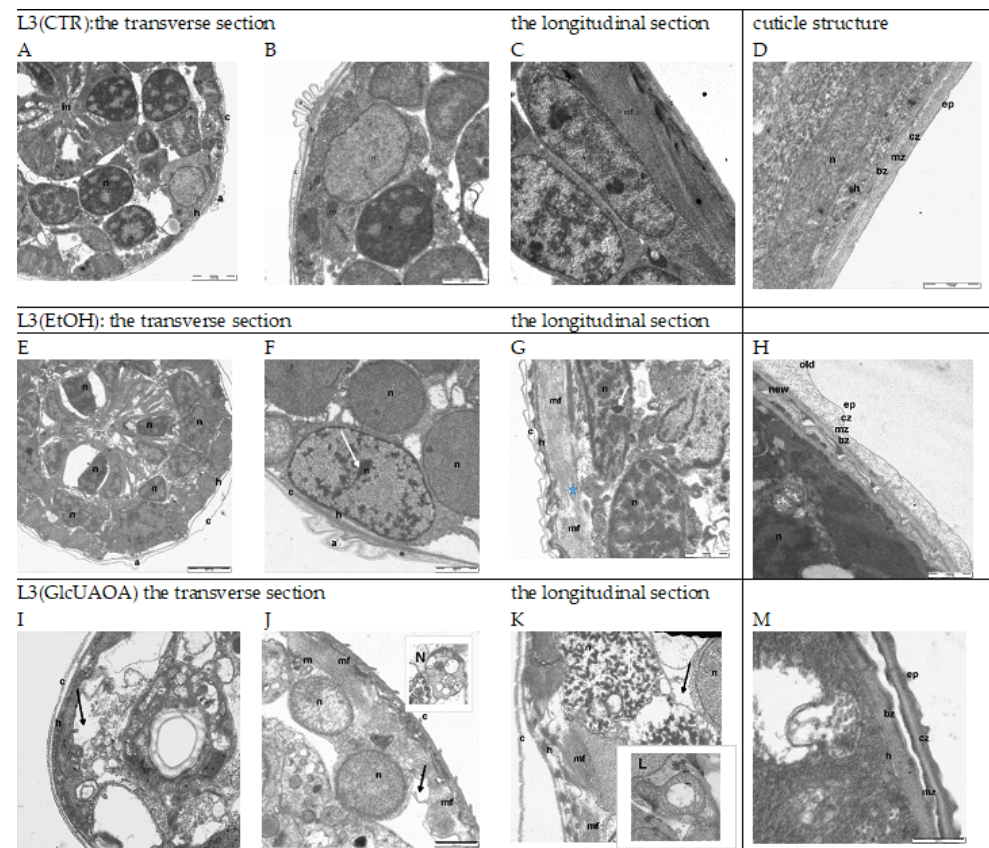 L3(CTR):the transverse section the longitudinal section cuticle structure
A B C D
in n c a h
c n m
mf
ep cz mz bz n sh
L3(EtOH): the transverse section the longitudinal section
E F G H
n n n n n h c a
n n n c h a
n mf c h n mf
old new ep cz mz bz n
L3(GlcUAOA) the transverse section the longitudinal section
I J K M
c h
m mf N n c n mf
n n c h mf L mf
ep bz cz h mz